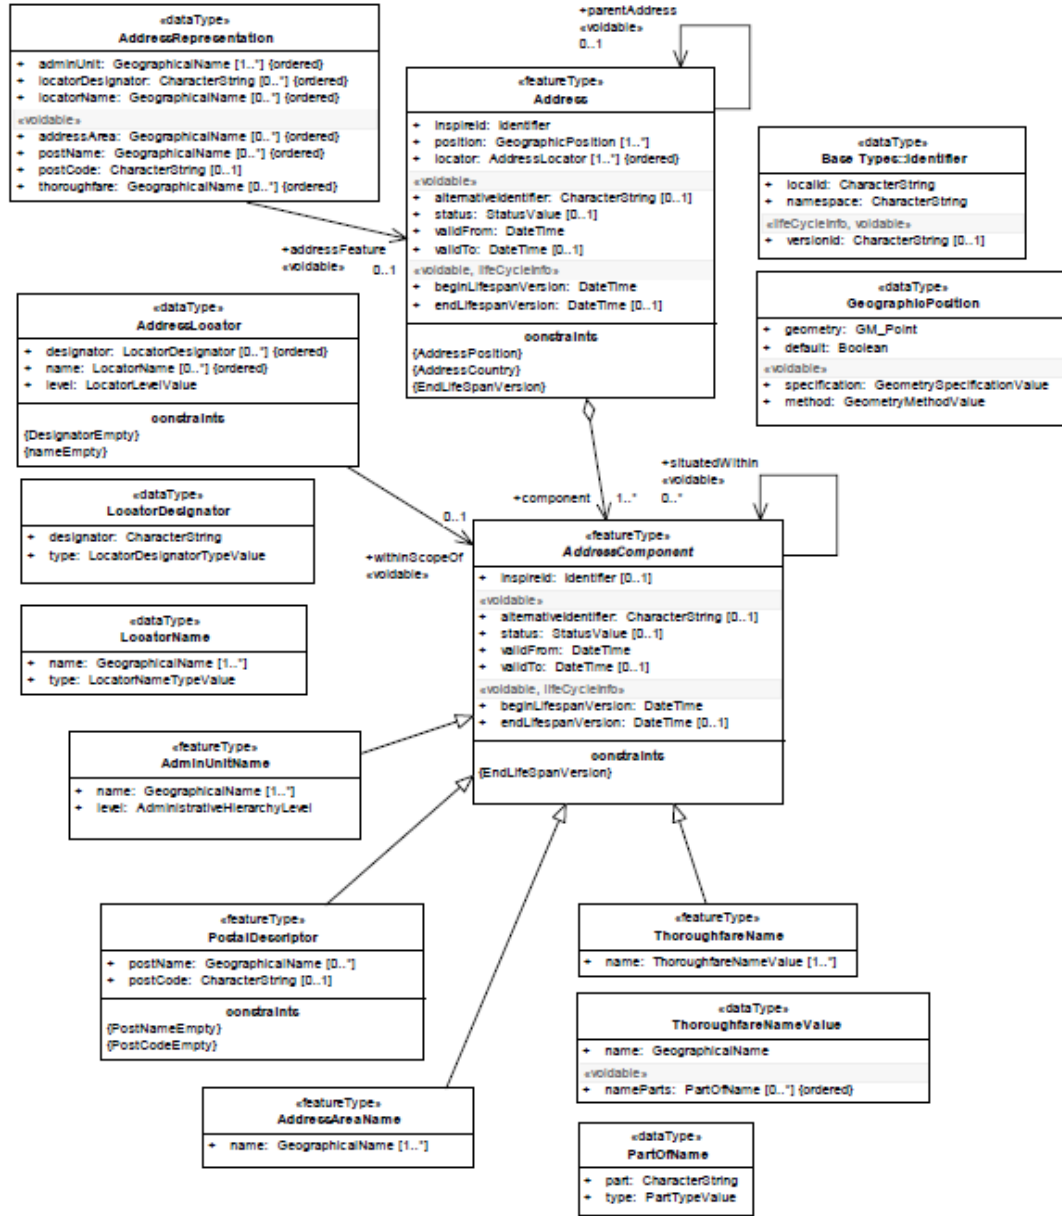 «dataType»
AddressRepresentation
+ adminUnit: GeographicalName [1..*] {ordered}
+ locatorDesignator: CharacterString [0..*] {ordered}
+ locatorName: GeographicalName [0..*] {ordered}
«voidable»
+ addressArea: GeographicalName [0..*] {ordered}
+ postName: GeographicalName [0..*] {ordered}
+ postCode: CharacterString [0..1]
+ thoroughfare: GeographicalName [0..*] {ordered}
+parentAddress
«voidable»
0..1
«featureType»
Address
+ inspireId: Identifier
+ position: GeographicPosition [1..*]
+ locator: AddressLocator [1..*] {ordered}
«voidable»
+ alternativeIdentifier: CharacterString [0..1]
+ status: StatusValue [0..1]
+ validFrom: DateTime
+ validTo: DateTime [0..1]
«voidable, lifeCycleInfo»
+ beginLifespanVersion: DateTime
+ endLifespanVersion: DateTime [0..1]
constraints
{AddressPosition}
{AddressCountry}
{EndLifeSpanVersion}
«dataType»
Base Types::Identifier
+ localId: CharacterString
+ namespace: CharacterString
«lifeCycleInfo, voidable»
+ versionId: CharacterString [0..1]
+addressFeature
«voidable» 0..1
«dataType»
GeographicPosition
+ geometry: GM_Point
+ default: Boolean
«voidable»
+ specification: GeometrySpecificationValue
+ method: GeometryMethodValue
«dataType»
AddressLocator
+ designator: LocatorDesignator [0..*] {ordered}
+ name: LocatorName [0..*] {ordered}
+ level: LocatorLevelValue
constraints
{DesignatorEmpty}
{nameEmpty}
+situatedWithin
«voidable»
0..*
+component 1..*
0..1
+withinScopeOf
«voidable»
«dataType»
LocatorDesignator
+ designator: CharacterString
+ type: LocatorDesignatorTypeValue
«featureType»
AddressComponent
+ inspireId: Identifier [0..1]
«voidable»
+ alternativeIdentifier: CharacterString [0..1]
+ status: StatusValue [0..1]
+ validFrom: DateTime
+ validTo: DateTime [0..1]
«voidable, lifeCycleInfo»
+ beginLifespanVersion: DateTime
+ endLifespanVersion: DateTime [0..1]
constraints
{EndLifeSpanVersion}
«dataType»
LocatorName
+ name: GeographicalName [1..*]
+ type: LocatorNameTypeValue
«featureType»
AdminUnitName
+ name: GeographicalName [1..*]
+ level: AdministrativeHierarchyLevel
«featureType»
PostalDescriptor
+ postName: GeographicalName [0..*]
+ postCode: CharacterString [0..1]
constraints
{PostNameEmpty}
{PostCodeEmpty}
«featureType»
ThoroughfareName
+ name: ThoroughfareNameValue [1..*]
«dataType»
ThoroughfareNameValue
+ name: GeographicalName
«voidable»
+ nameParts: PartOfName [0..*] {ordered}
«featureType»
AddressAreaName
+ name: GeographicalName [1..*]
«dataType»
PartOfName
+ part: CharacterString
+ type: PartTypeValue